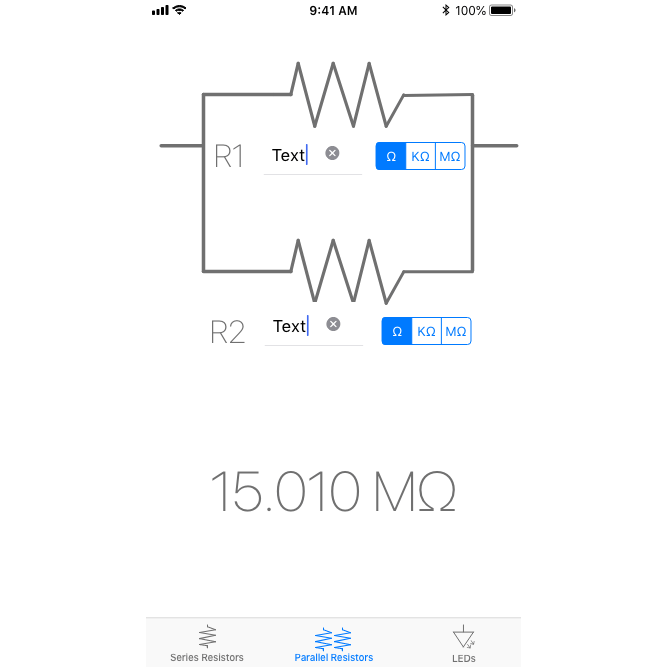 9:41 AM 100%
R1 Text Ω KΩ MΩ
R2 Text Ω KΩ MΩ
15.010 MΩ
Series Resistors Parallel Resistors LEDs